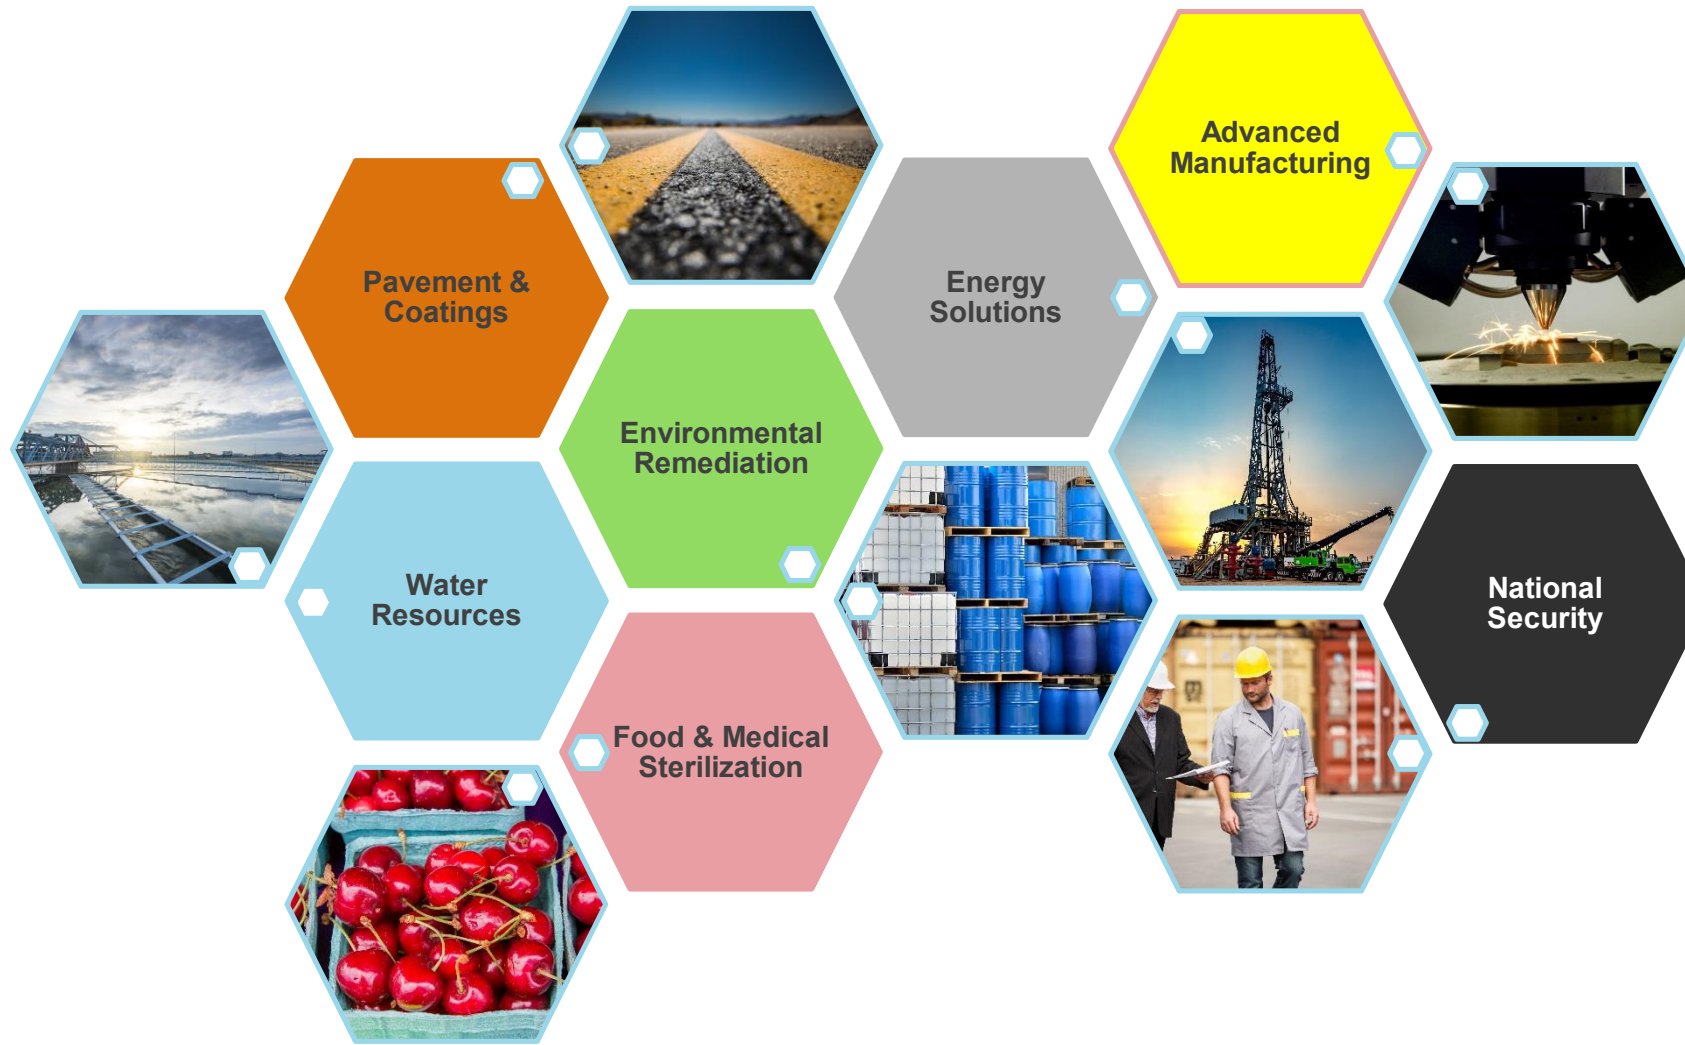 Advanced
Manufacturing
Pavement &
Coatings
Energy
Solutions
Environmental
Remediation
Water
Resources
National
Security
Food & Medical
Sterilization